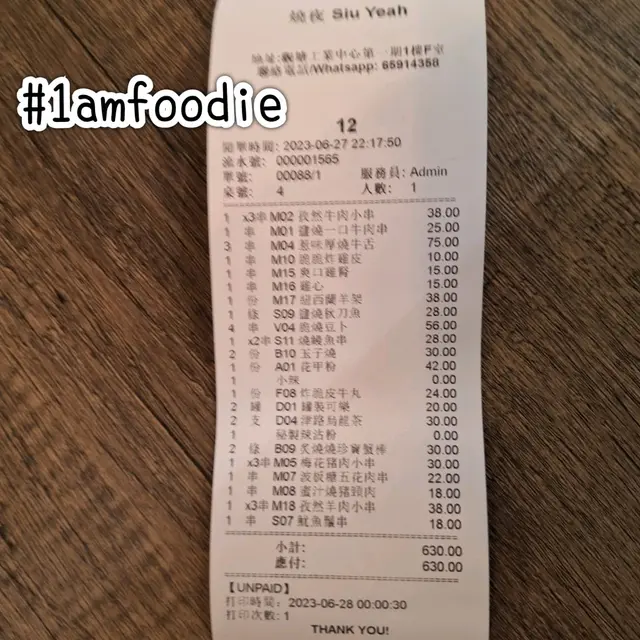 燒夜 Siu Yeah
地址:觀塘工業中心第一期1樓F室
聯絡電話/Whatsapp: 65914358
#1amfoodie
12
開單時間: 2023-06-27 22:17:50
流水號: 000001565
單號: 00088/1 服務員: Admin
桌號: 4 人數: 1
1 x3串 M02 孜然牛肉小串 38.00
1 串 M01 鹽燒一口牛肉串 25.00
3 串 M04 惹味厚燒牛舌 75.00
1 串 M10 脆脆炸雞皮 10.00
1 串 M15 爽口雞腎 15.00
1 串 M16 雞心 15.00
1 份 M17 紐西蘭羊架 38.00
1 條 S09 鹽燒秋刀魚 28.00
4 串 V04 脆燒豆卜 56.00
1 x2串 S11 燒鰻魚串 28.00
2 份 B10 玉子燒 30.00
1 份 A01 花甲粉 42.00
1 小辣 0.00
1 份 F08 炸脆皮牛丸 24.00
2 罐 D01 罐裝可樂 20.00
2 支 D04 津路烏龍茶 30.00
1 秘製辣沾粉 0.00
2 條 B09 炙燒燒珍寶蟹棒 30.00
1 x3串 M05 梅花豬肉小串 30.00
1 串 M07 波板糖五花肉串 22.00
1 串 M08 蜜汁燒豬頸肉 18.00
1 x3串 M18 孜然羊肉小串 38.00
1 串 S07 魷魚鬚串 18.00
小計: 630.00
應付: 630.00
【UNPAID】
打印時間: 2023-06-28 00:00:30
打印次數: 1
THANK YOU!